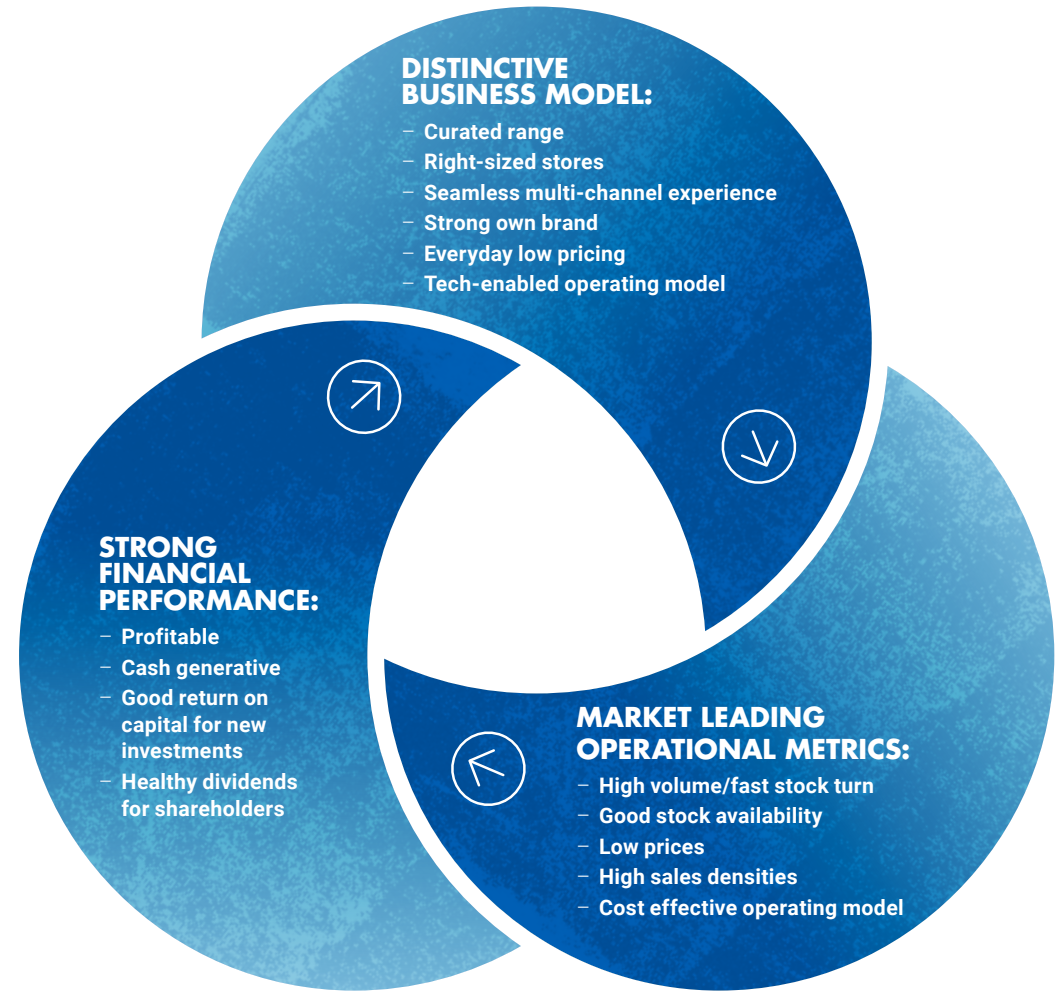 DISTINCTIVE
BUSINESS MODEL:
– Curated range
– Right-sized stores
– Seamless multi-channel experience
– Strong own brand
– Everyday low pricing
– Tech-enabled operating model
STRONG
FINANCIAL
PERFORMANCE:
– Profitable
– Cash generative
– Good return on
capital for new
investments
– Healthy dividends
for shareholders
MARKET LEADING
OPERATIONAL METRICS:
– High volume/fast stock turn
– Good stock availability
– Low prices
– High sales densities
– Cost effective operating model